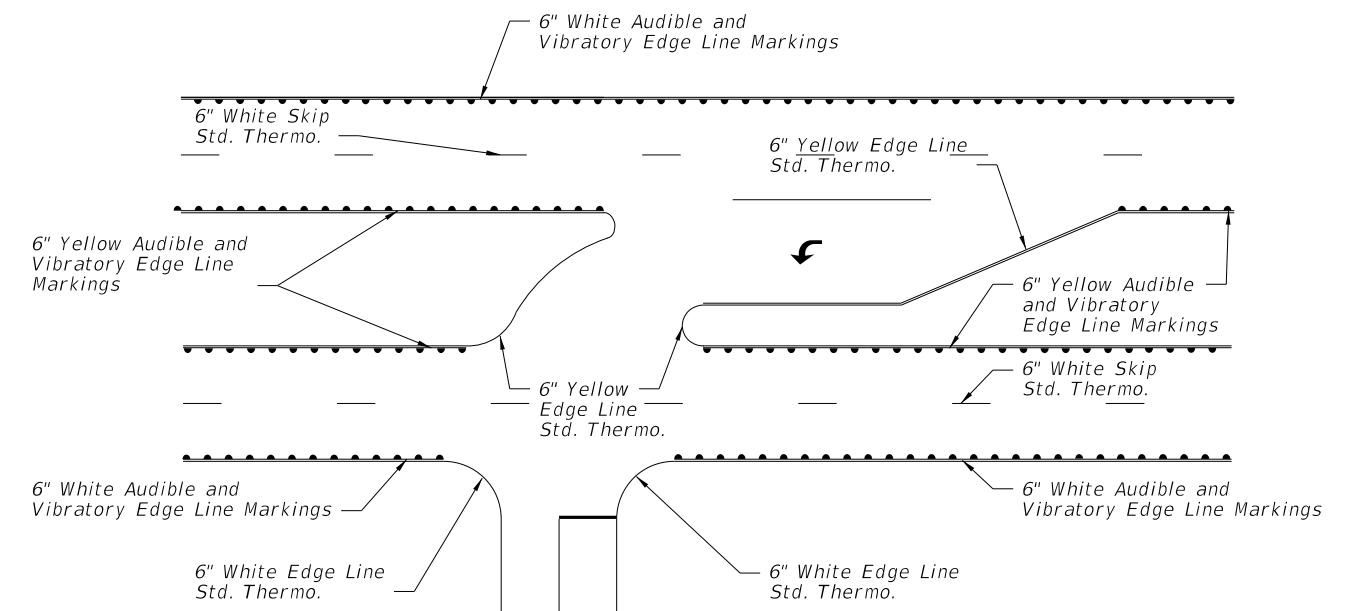 6" White Audible and
Vibratory Edge Line Markings
6" White Skip
Std. Thermo.
6" Yellow Edge Line
Std. Thermo.
6" Yellow Audible and
Vibratory Edge Line
Markings
6" Yellow Audible
and Vibratory
Edge Line Markings
6" White Skip
Std. Thermo.
6" Yellow
Edge Line
Std. Thermo.
6" White Audible and
Vibratory Edge Line Markings
6" White Audible and
Vibratory Edge Line Markings
6" White Edge Line
Std. Thermo.
6" White Edge Line
Std. Thermo.